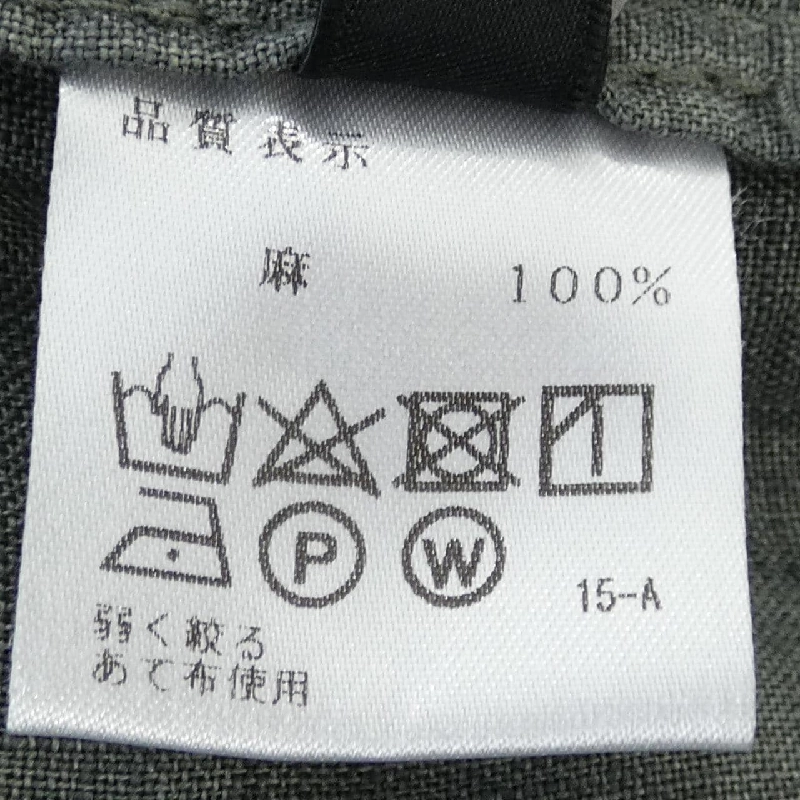 品質表示
麻 100%
P W 15-A
弱く絞る
あて布使用